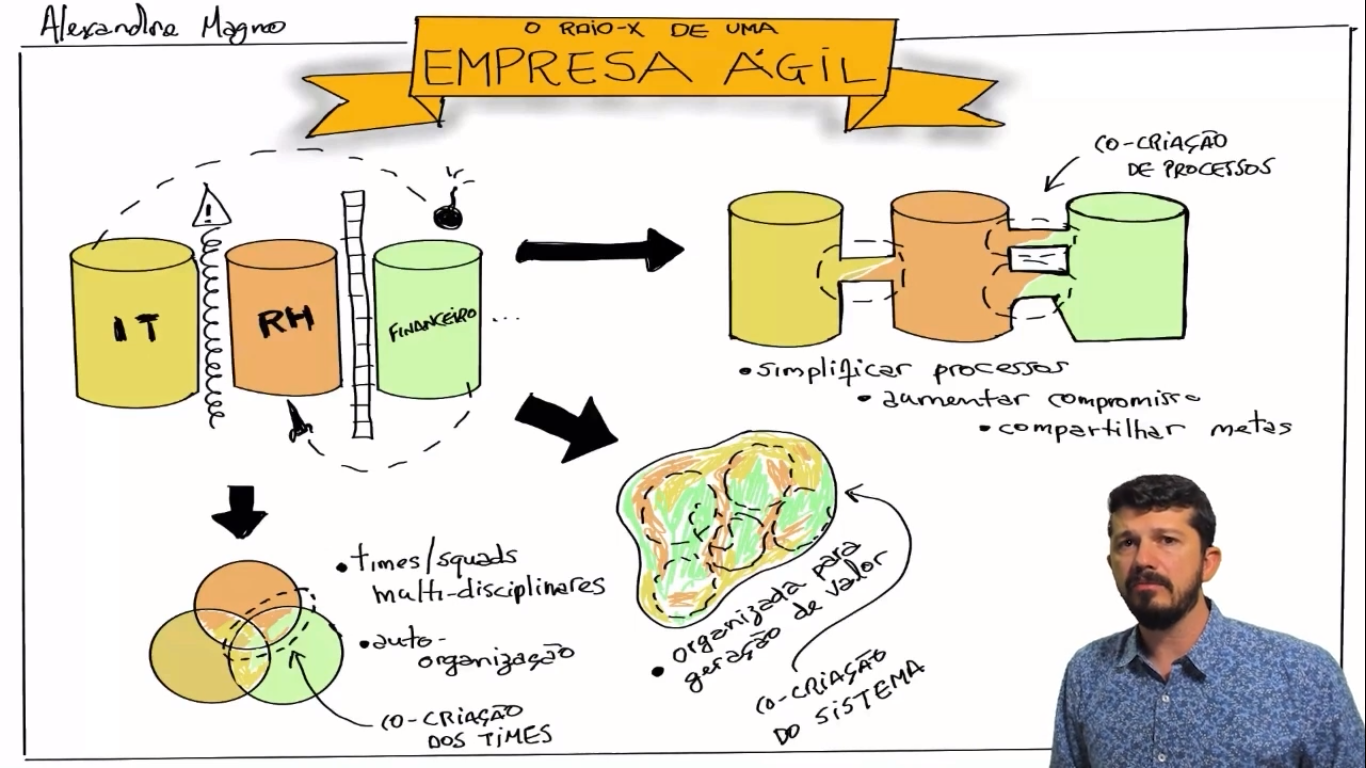 Alexandre Magno
O RAIO-X DE UMA
EMPRESA ÁGIL
!
IT
RH
FINANCEIRO
...
CO-CRIAÇÃO
DE PROCESSOS
• simplificar processos
• aumentar compromisso
• compartilhar metas
• times/squads
multi-disciplinares
• auto-
organização
CO-CRIAÇÃO
DOS TIMES
• organizada para
geração de valor
CO-CRIAÇÃO
DO SISTEMA